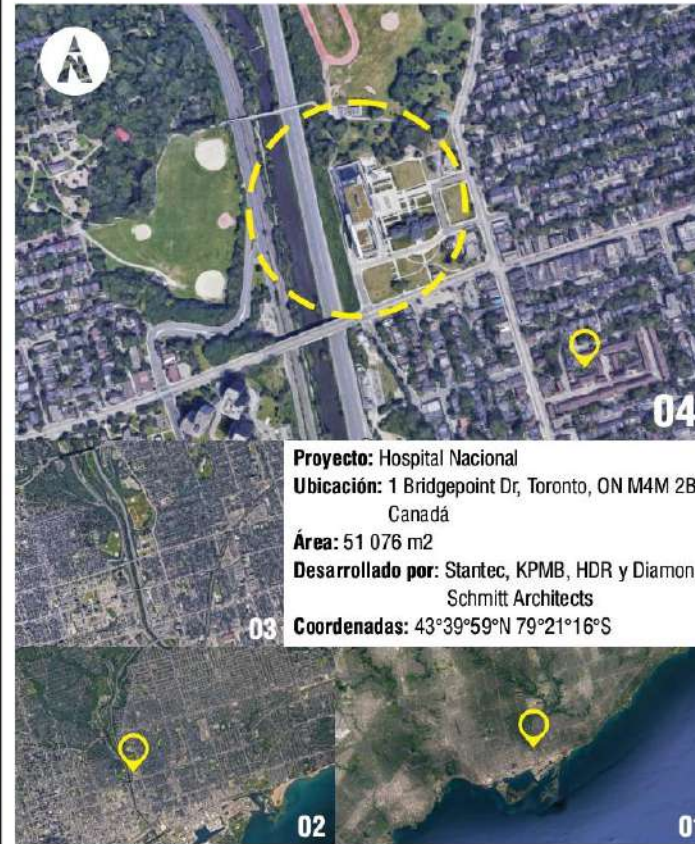 04
Proyecto: Hospital Nacional
Ubicación: 1 Bridgepoint Dr, Toronto, ON M4M 2B
Canadá
Área: 51 076 m2
Desarrollado por: Stantec, KPMB, HDR y Diamon
Schmitt Architects
Coordenadas: 43°39°59°N 79°21°16°S
03
02
01